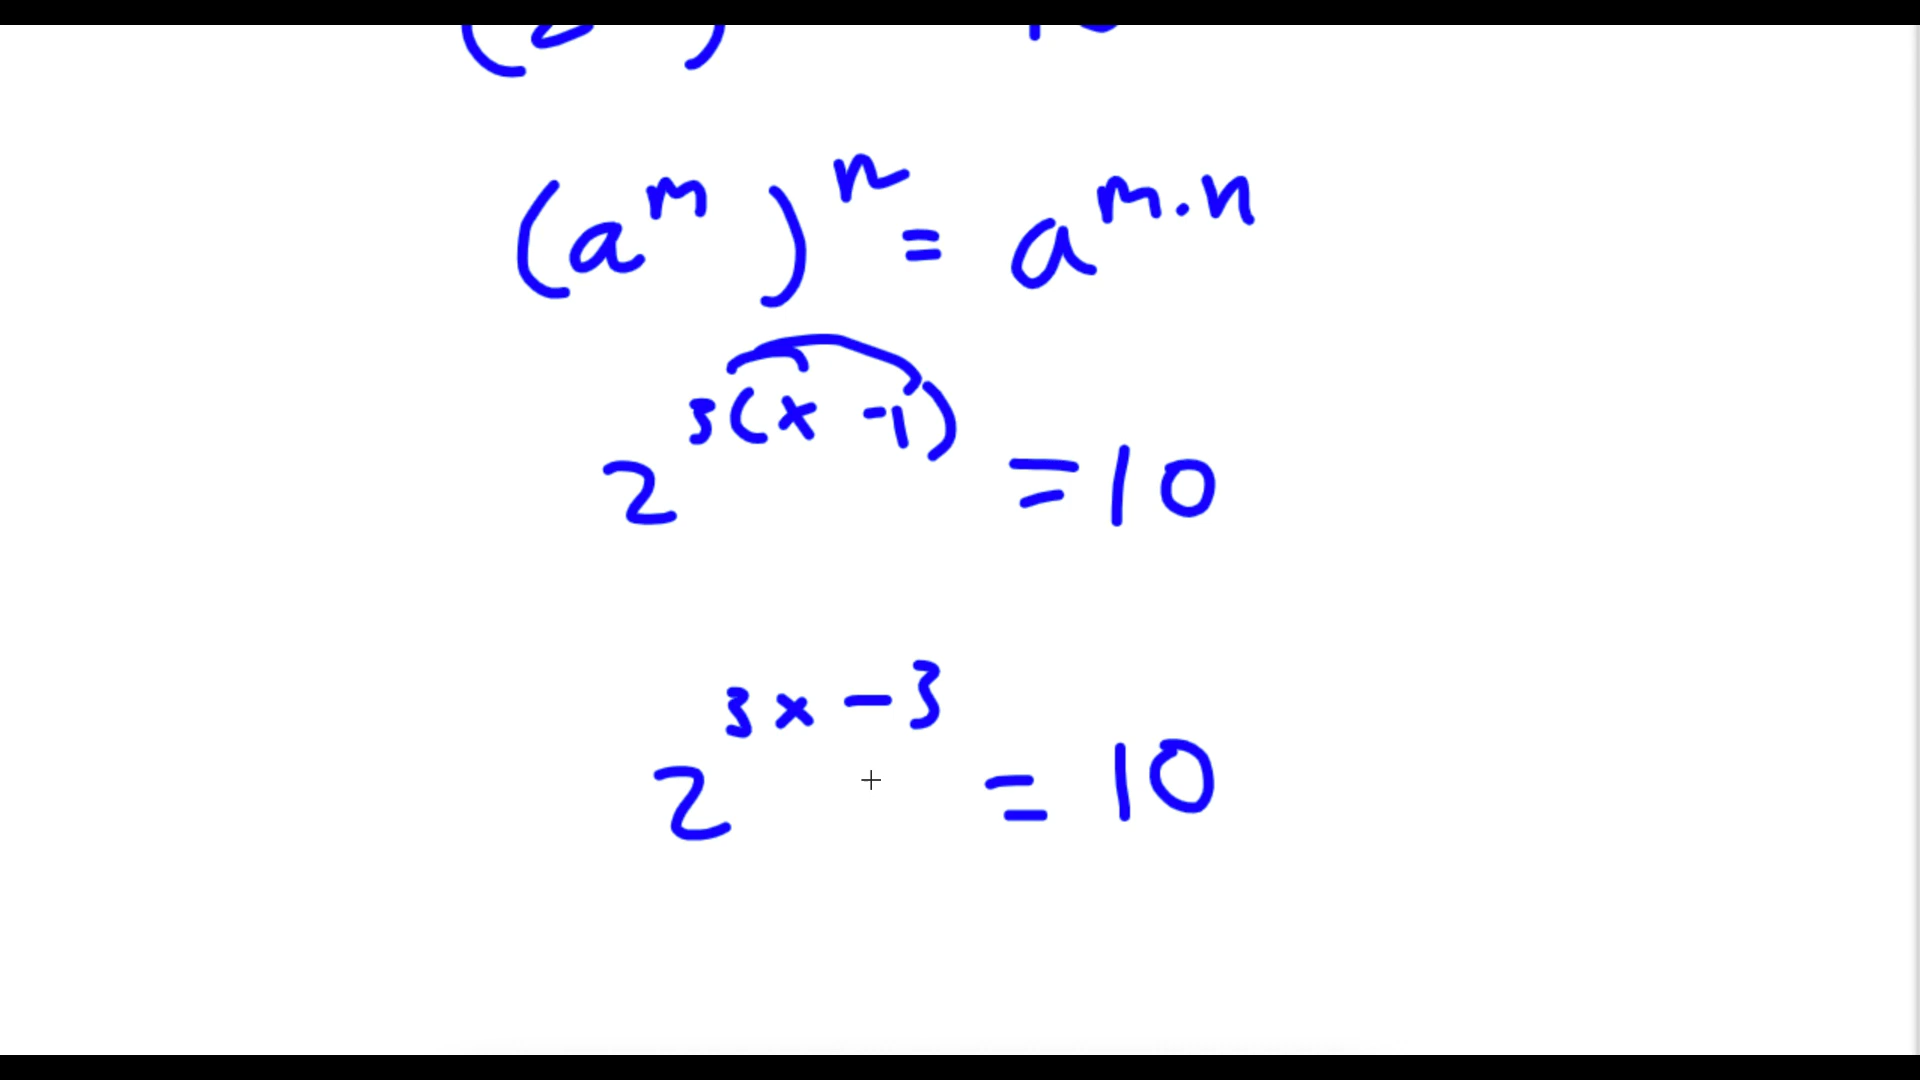 (a^m)^n = a^{m·n}
2^{3(x-1)} = 10
2^{3x-3} = 10